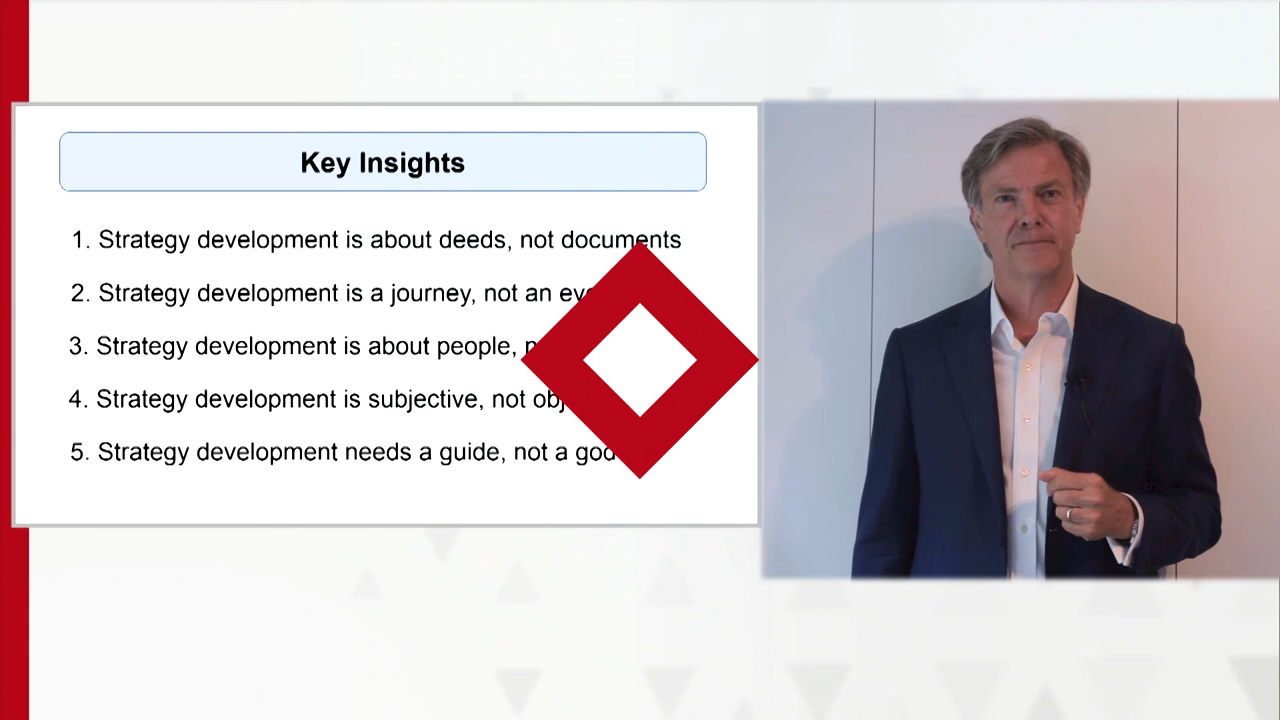 Key Insights
1. Strategy development is about deeds, not documents
2. Strategy development is a journey, not an
3. Strategy development is about people,
4. Strategy development is subjective, not
5. Strategy development needs a guide, not a